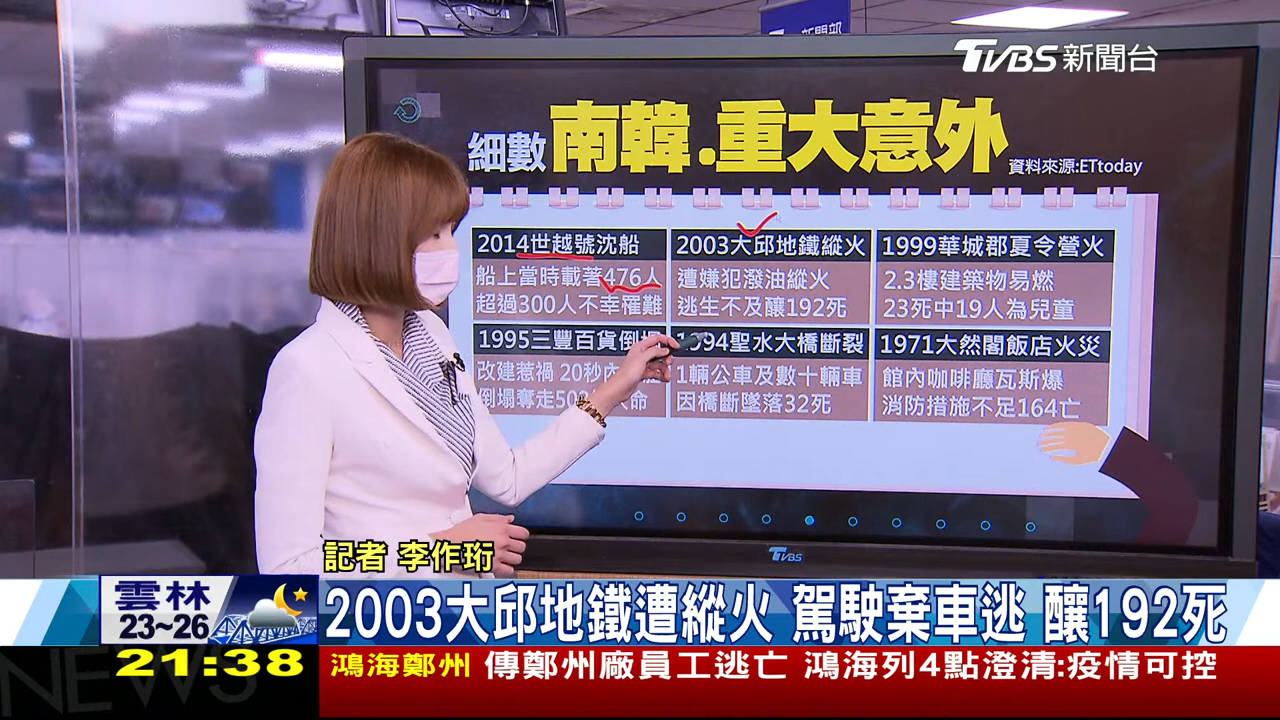 新聞部
TVBS新聞台
細數 南韓.重大意外
資料來源:ETtoday
2014世越號沈船
船上當時載著476人
超過300人不幸罹難
2003大邱地鐵縱火
遭嫌犯潑油縱火
逃生不及釀192死
1999華城郡夏令營火
2.3樓建築物易燃
23死中19人為兒童
1995三豐百貨倒塌
改建惹禍 20秒內
倒塌奪走50 人命
1994聖水大橋斷裂
1輛公車及數十輛車
因橋斷墜落32死
1971大然閣飯店火災
館內咖啡廳瓦斯爆
消防措施不足164亡
TVBS
記者 李作珩
雲林
23~26
2003大邱地鐵遭縱火 駕駛棄車逃 釀192死
21:38
鴻海鄭州 傳鄭州廠員工逃亡 鴻海列4點澄清:疫情可控
NEWS